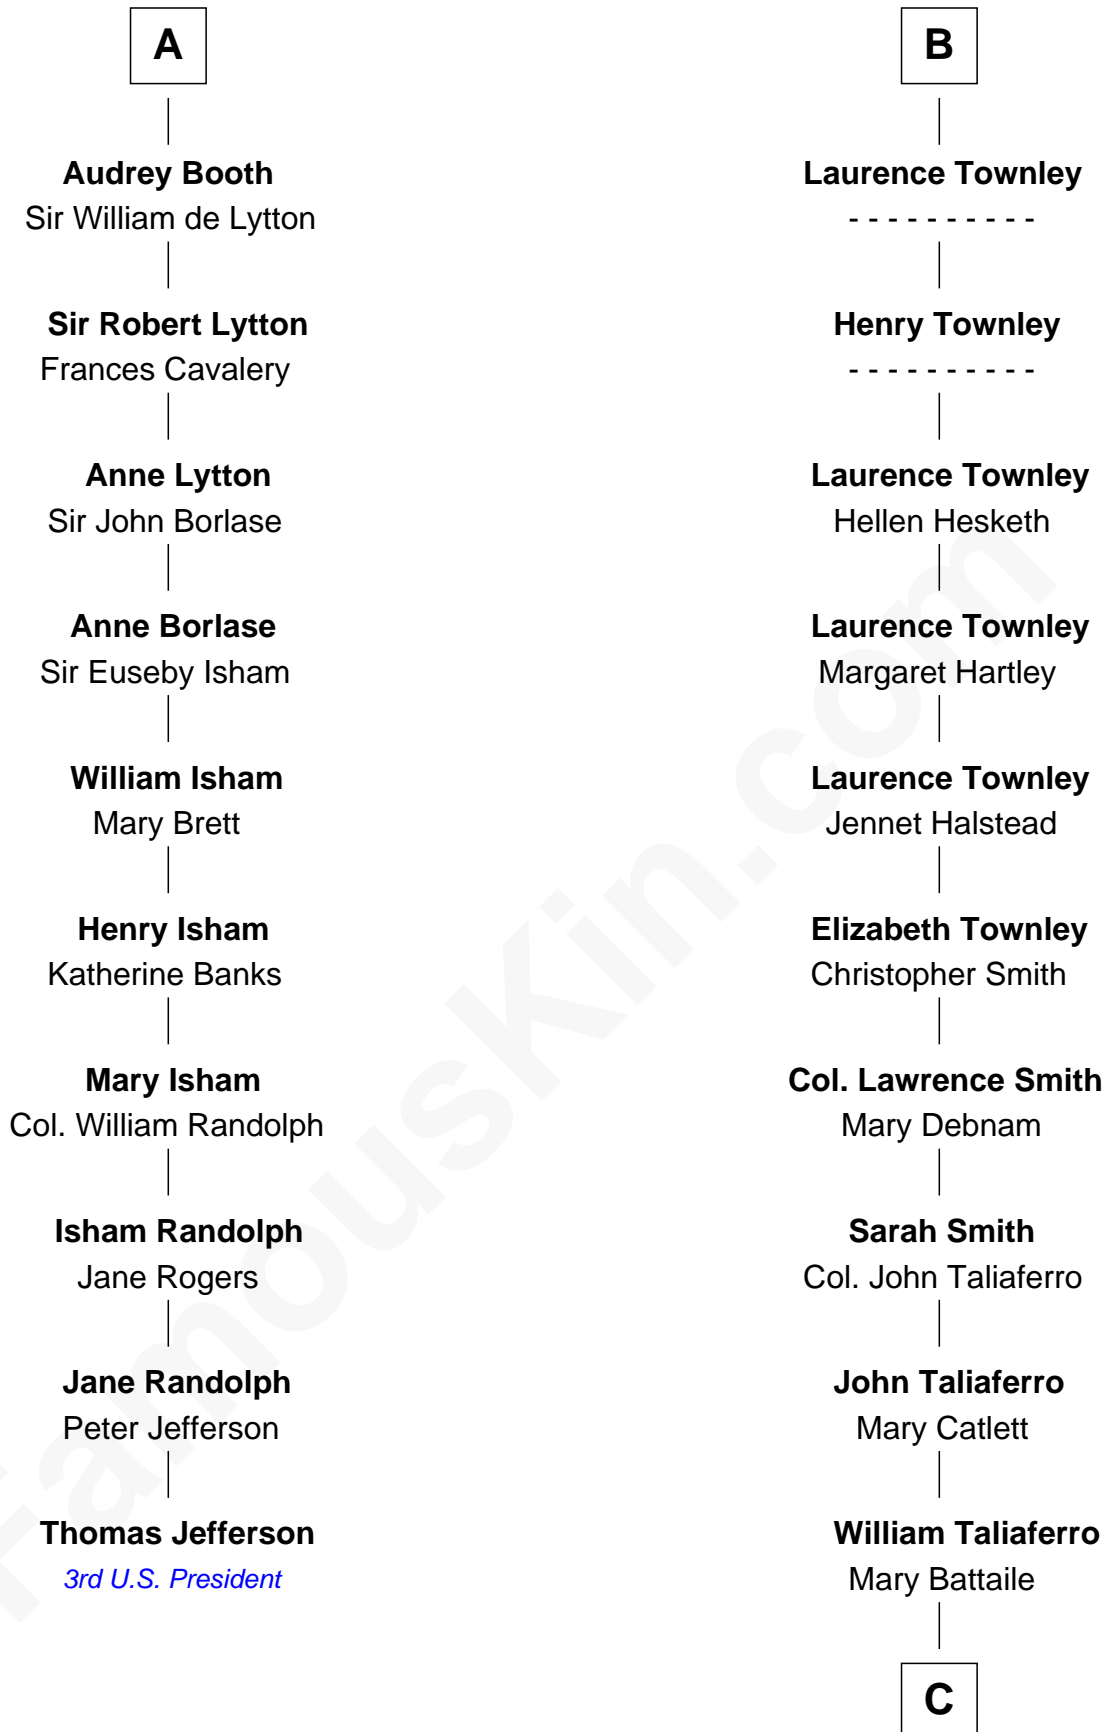 A
Audrey Booth
Sir William de Lytton
Sir Robert Lytton
Frances Cavalery
Anne Lytton
Sir John Borlase
Anne Borlase
Sir Euseby Isham
William Isham
Mary Brett
Henry Isham
Katherine Banks
Mary Isham
Col. William Randolph
Isham Randolph
Jane Rogers
Jane Randolph
Peter Jefferson
Thomas Jefferson
3rd U.S. President
B
Laurence Townley
- - - - - - - - - -
Henry Townley
- - - - - - - - - -
Laurence Townley
Hellen Hesketh
Laurence Townley
Margaret Hartley
Laurence Townley
Jennet Halstead
Elizabeth Townley
Christopher Smith
Col. Lawrence Smith
Mary Debnam
Sarah Smith
Col. John Taliaferro
John Taliaferro
Mary Catlett
William Taliaferro
Mary Battaile
C
FamousKin.com